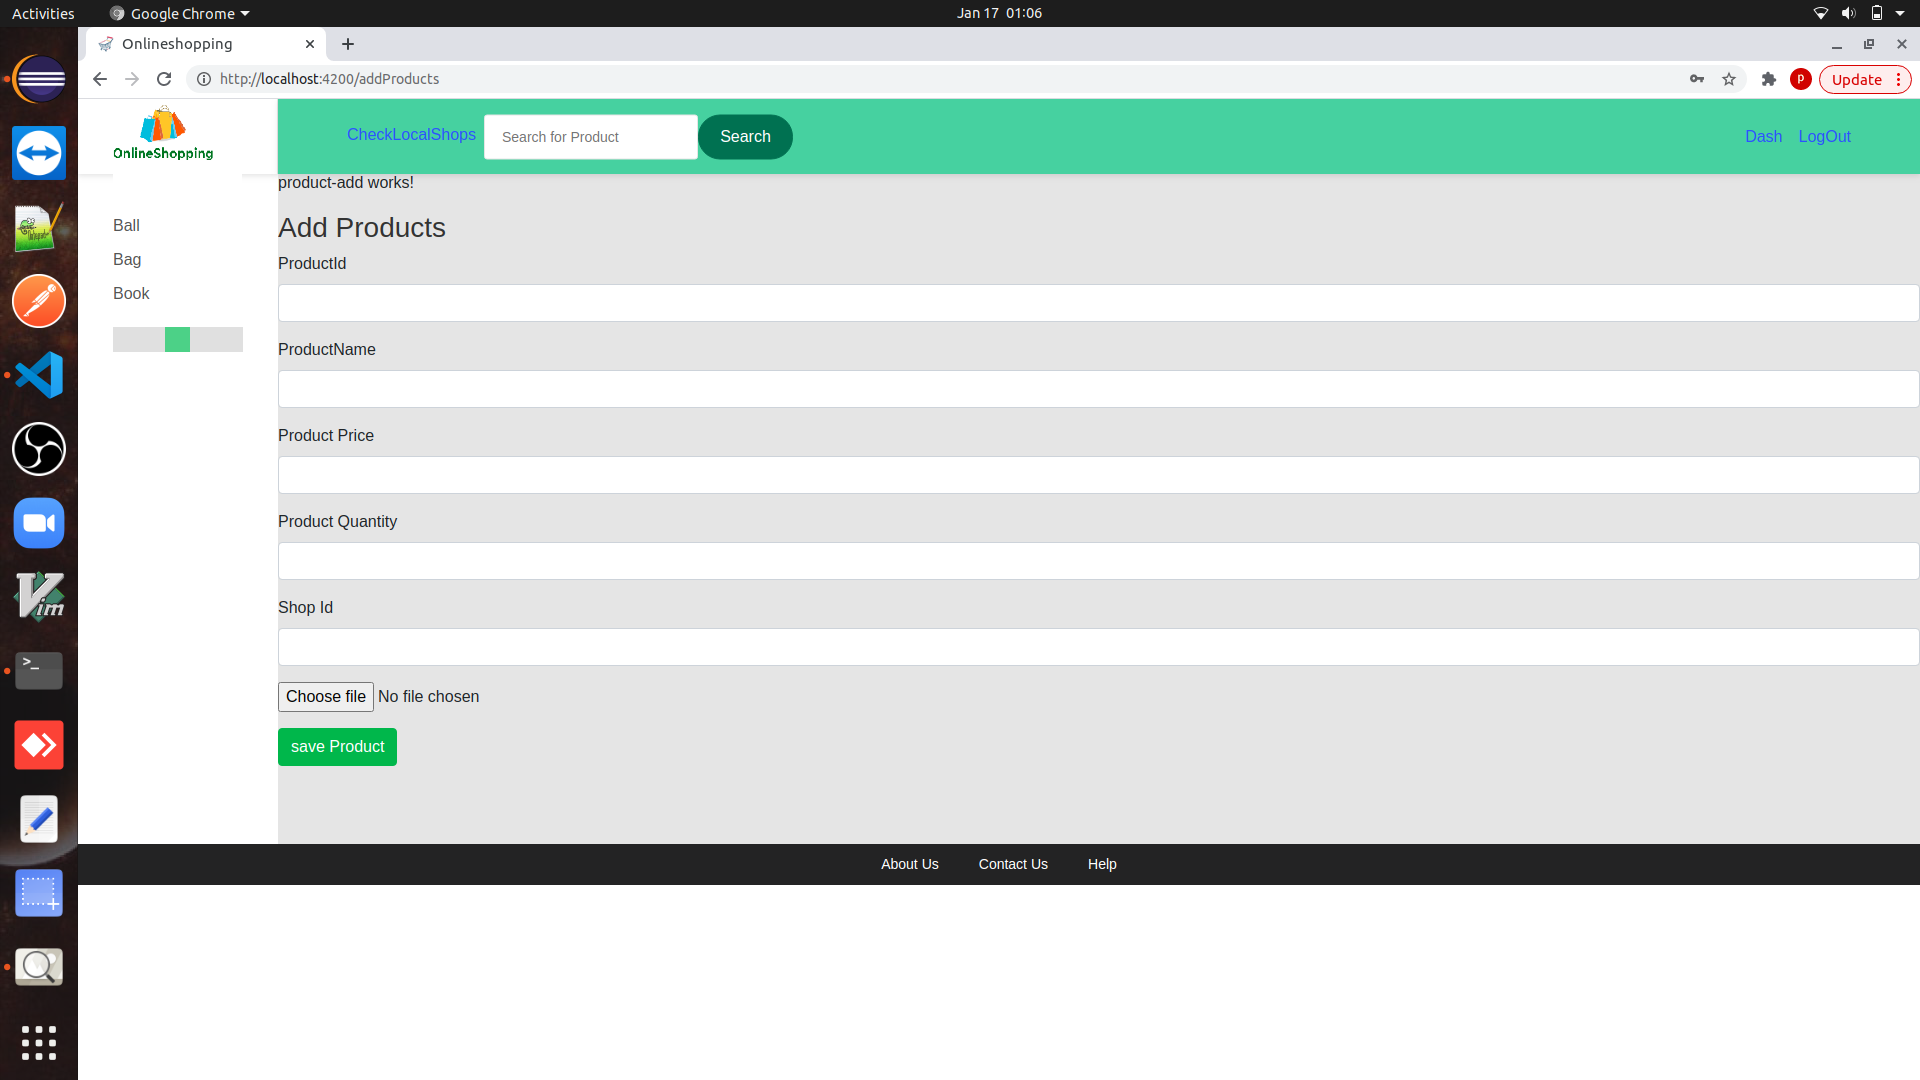 Activities Google Chrome Jan 17 01:06
Onlineshopping
http://localhost:4200/addProducts P Update
OnlineShopping CheckLocalShops Search for Product Search Dash LogOut
product-add works!
Ball
Bag
Book
Add Products
ProductId
ProductName
Product Price
Product Quantity
Shop Id
Choose file No file chosen
save Product
About Us Contact Us Help